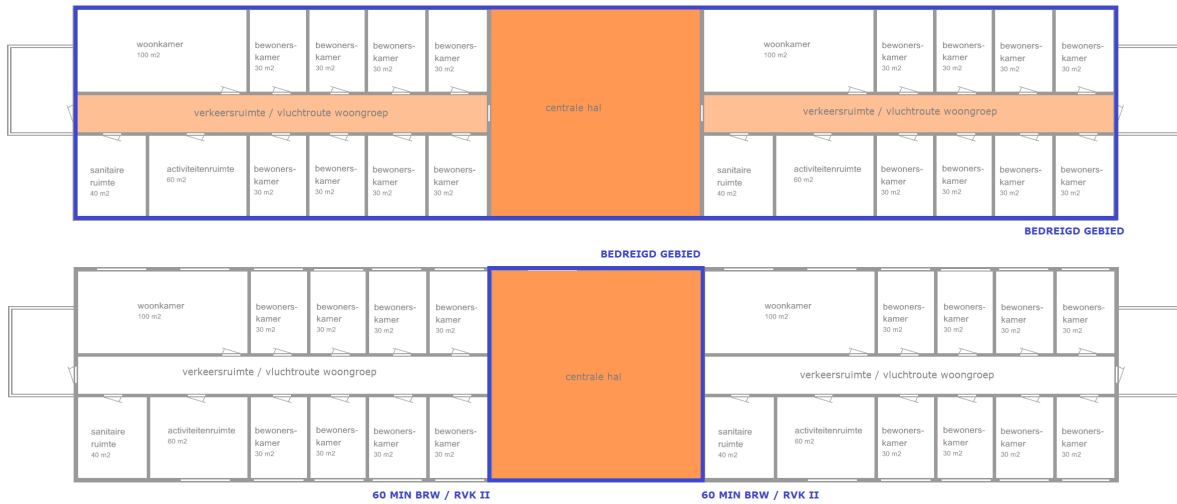 woonkamer
100 m2
bewoners-
kamer
30 m2
bewoners-
kamer
30 m2
bewoners-
kamer
30 m2
bewoners-
kamer
30 m2
woonkamer
100 m2
bewoners-
kamer
30 m2
bewoners-
kamer
30 m2
bewoners-
kamer
30 m2
bewoners-
kamer
30 m2
verkeersruimte / vluchtroute woongroep
centrale hal
verkeersruimte / vluchtroute woongroep
sanitaire
ruimte
40 m2
activiteitenruimte
60 m2
bewoners-
kamer
30 m2
bewoners-
kamer
30 m2
bewoners-
kamer
30 m2
bewoners-
kamer
30 m2
sanitaire
ruimte
40 m2
activiteitenruimte
60 m2
bewoners-
kamer
30 m2
bewoners-
kamer
30 m2
bewoners-
kamer
30 m2
bewoners-
kamer
30 m2
BEDREIGD GEBIED
BEDREIGD GEBIED
woonkamer
100 m2
bewoners-
kamer
30 m2
bewoners-
kamer
30 m2
bewoners-
kamer
30 m2
bewoners-
kamer
30 m2
woonkamer
100 m2
bewoners-
kamer
30 m2
bewoners-
kamer
30 m2
bewoners-
kamer
30 m2
bewoners-
kamer
30 m2
verkeersruimte / vluchtroute woongroep
centrale hal
verkeersruimte / vluchtroute woongroep
sanitaire
ruimte
40 m2
activiteitenruimte
60 m2
bewoners-
kamer
30 m2
bewoners-
kamer
30 m2
bewoners-
kamer
30 m2
bewoners-
kamer
30 m2
sanitaire
ruimte
40 m2
activiteitenruimte
60 m2
bewoners-
kamer
30 m2
bewoners-
kamer
30 m2
bewoners-
kamer
30 m2
bewoners-
kamer
30 m2
60 MIN BRW / RVK II
60 MIN BRW / RVK II